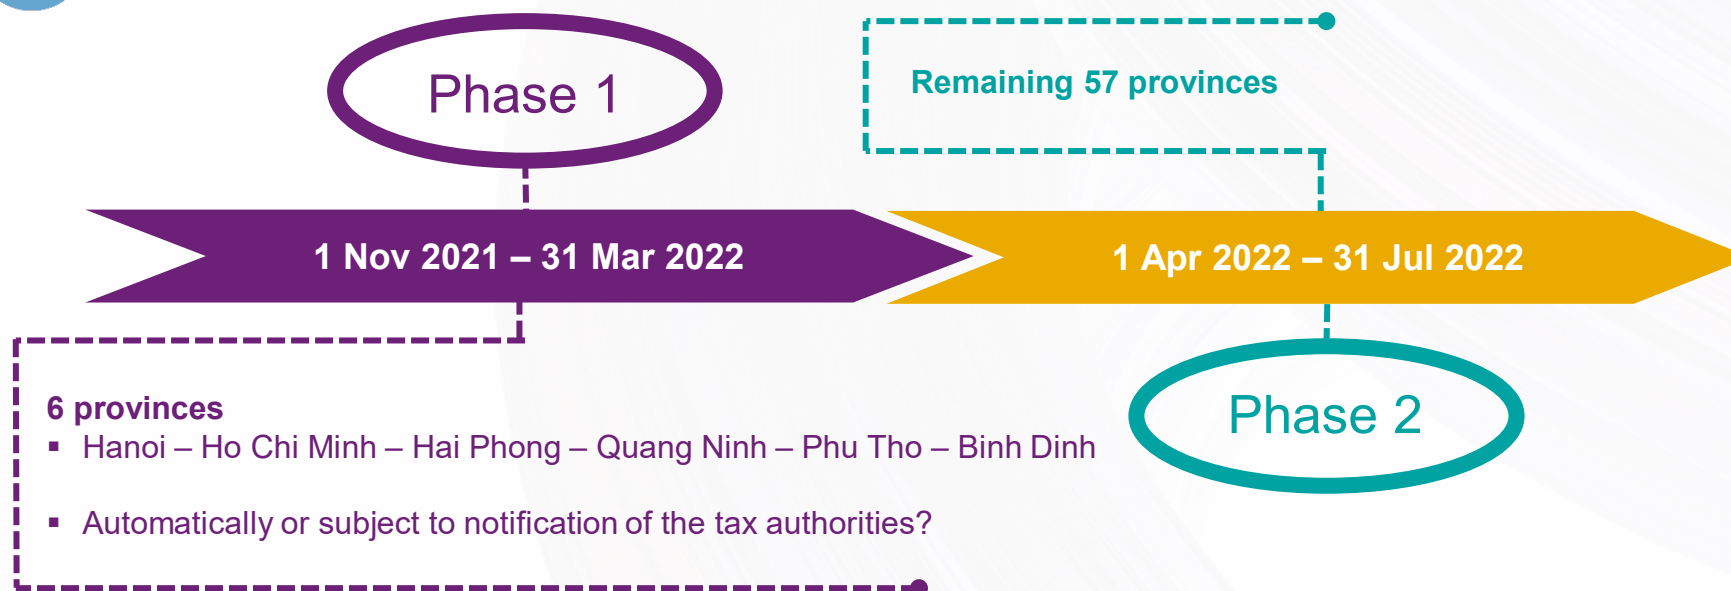 Phase 1
Remaining 57 provinces
1 Nov 2021 – 31 Mar 2022
1 Apr 2022 – 31 Jul 2022
6 provinces
▪ Hanoi – Ho Chi Minh – Hai Phong – Quang Ninh – Phu Tho – Binh Dinh
▪ Automatically or subject to notification of the tax authorities?
Phase 2